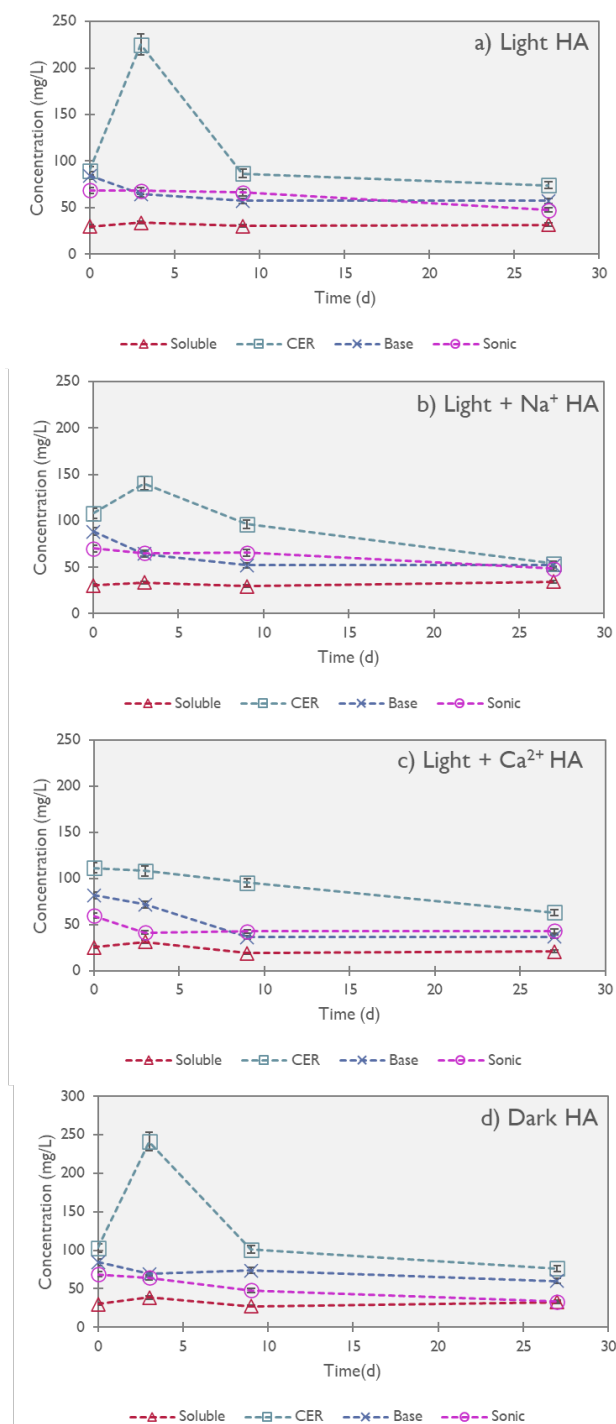 a) Light HA
Concentration (mg/L)
250
200
150
100
50
0
0 5 10 15 20 25 30
Time (d)
Soluble CER Base Sonic
b) Light + Na⁺ HA
Concentration (mg/L)
250
200
150
100
50
0
0 5 10 15 20 25 30
Time (d)
Soluble CER Base Sonic
c) Light + Ca²⁺ HA
Concentration (mg/L)
250
200
150
100
50
0
0 5 10 15 20 25 30
Time (d)
Soluble CER Base Sonic
d) Dark HA
Concentration (mg/L)
300
250
200
150
100
50
0
0 5 10 15 20 25 30
Time(d)
Soluble CER Base Sonic